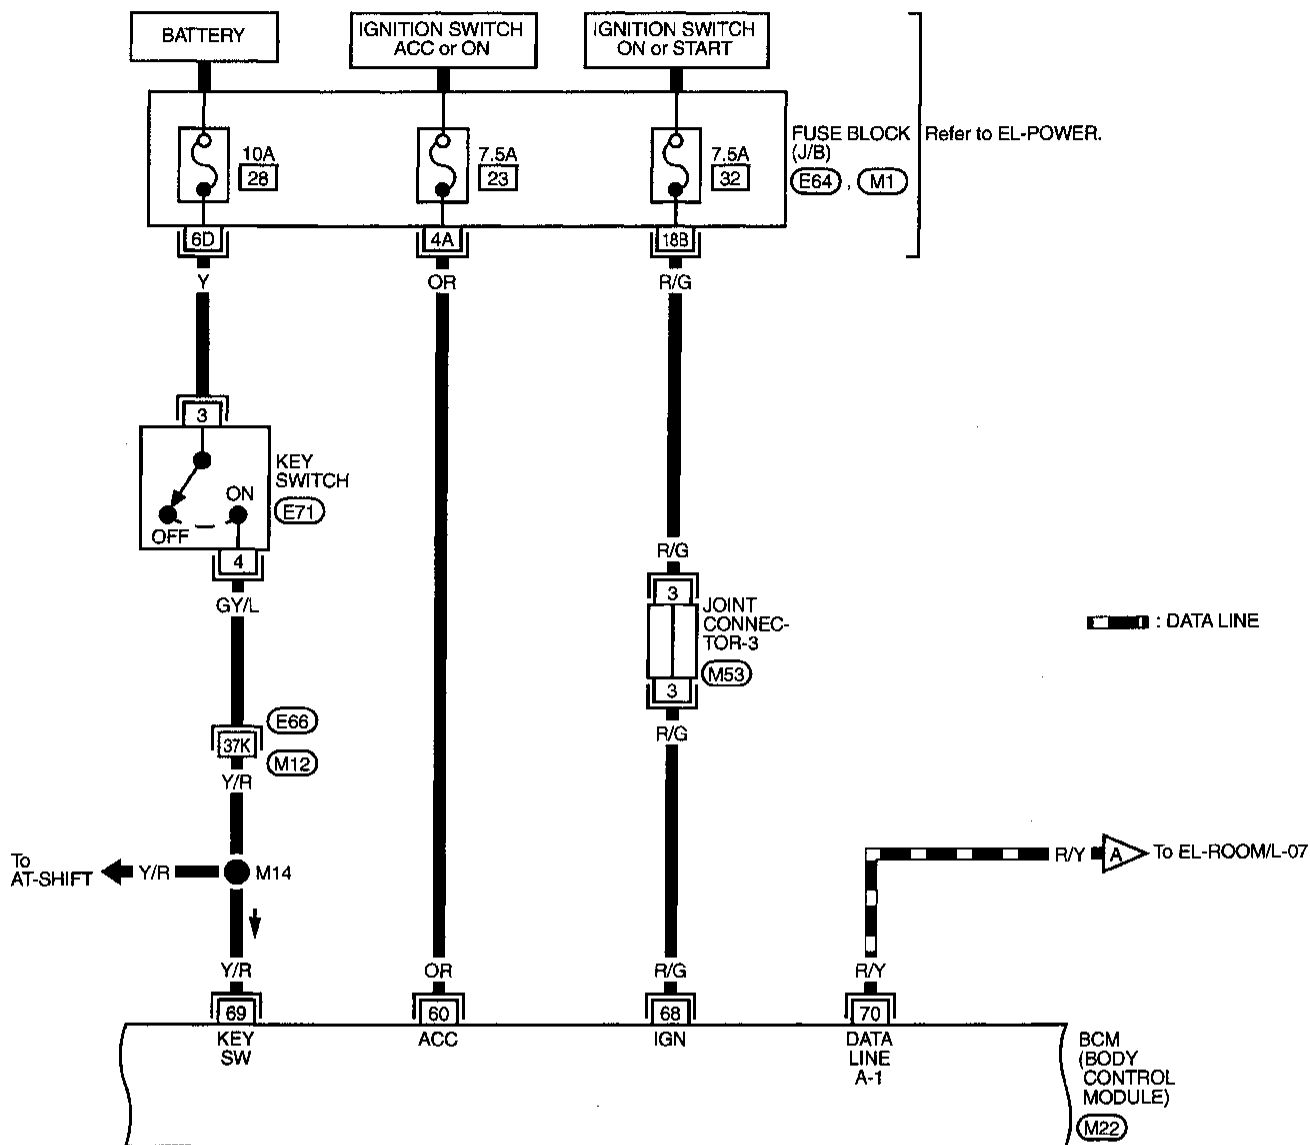 BATTERY
IGNITION SWITCH
ACC or ON
IGNITION SWITCH
ON or START
10A
28
7.5A
23
7.5A
32
FUSE BLOCK
(J/B)
E64 , M1
Refer to EL-POWER.
6D
4A
18B
Y
OR
R/G
3
KEY
SWITCH
E71
ON
OFF
4
GY/L
R/G
3
JOINT
CONNEC-
TOR-3
M53
3
R/G
: DATA LINE
E66
37K
M12
Y/R
To
AT-SHIFT
Y/R
M14
R/Y
A
To EL-ROOM/L-07
Y/R
OR
R/G
R/Y
69
60
68
70
KEY
SW
ACC
IGN
DATA
LINE
A-1
BCM
(BODY
CONTROL
MODULE)
M22